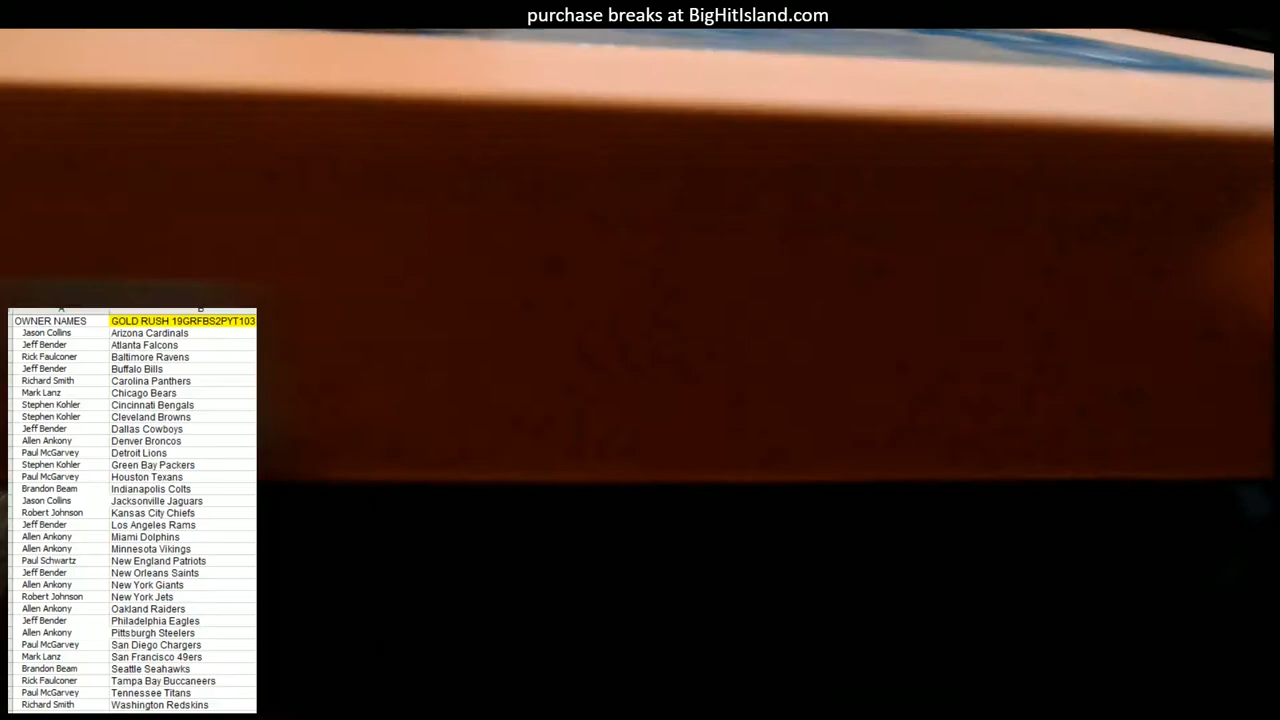 purchase breaks at BigHitIsland.com
A B
OWNER NAMES GOLD RUSH 19GRFBS2PYT103
Jason Collins Arizona Cardinals
Jeff Bender Atlanta Falcons
Rick Faulconer Baltimore Ravens
Jeff Bender Buffalo Bills
Richard Smith Carolina Panthers
Mark Lanz Chicago Bears
Stephen Kohler Cincinnati Bengals
Stephen Kohler Cleveland Browns
Jeff Bender Dallas Cowboys
Allen Ankony Denver Broncos
Paul McGarvey Detroit Lions
Stephen Kohler Green Bay Packers
Paul McGarvey Houston Texans
Brandon Beam Indianapolis Colts
Jason Collins Jacksonville Jaguars
Robert Johnson Kansas City Chiefs
Jeff Bender Los Angeles Rams
Allen Ankony Miami Dolphins
Allen Ankony Minnesota Vikings
Paul Schwartz New England Patriots
Jeff Bender New Orleans Saints
Allen Ankony New York Giants
Robert Johnson New York Jets
Allen Ankony Oakland Raiders
Jeff Bender Philadelphia Eagles
Allen Ankony Pittsburgh Steelers
Paul McGarvey San Diego Chargers
Mark Lanz San Francisco 49ers
Brandon Beam Seattle Seahawks
Rick Faulconer Tampa Bay Buccaneers
Paul McGarvey Tennessee Titans
Richard Smith Washington Redskins